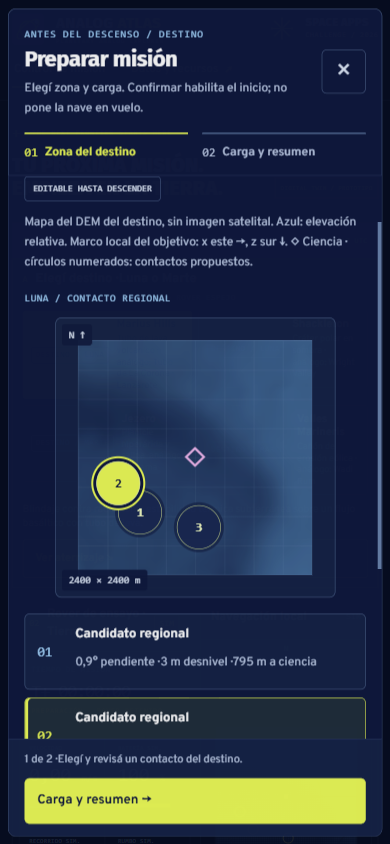 ANTES DEL DESCENSO / DESTINO
Preparar misión
×
Elegí zona y carga. Confirmar habilita el inicio; no
pone la nave en vuelo.
01 Zona del destino
02 Carga y resumen
EDITABLE HASTA DESCENDER
Mapa del DEM del destino, sin imagen satelital. Azul: elevación
relativa. Marco local del objetivo: x este →, z sur ↓. ◇ Ciencia ·
círculos numerados: contactos propuestos.
LUNA / CONTACTO REGIONAL
N ↑
2
1
3
2400 × 2400 m
Candidato regional
01
0,9° pendiente ·3 m desnivel ·795 m a ciencia
Candidato regional
02
1 de 2 ·Elegí y revisá un contacto del destino.
Carga y resumen →